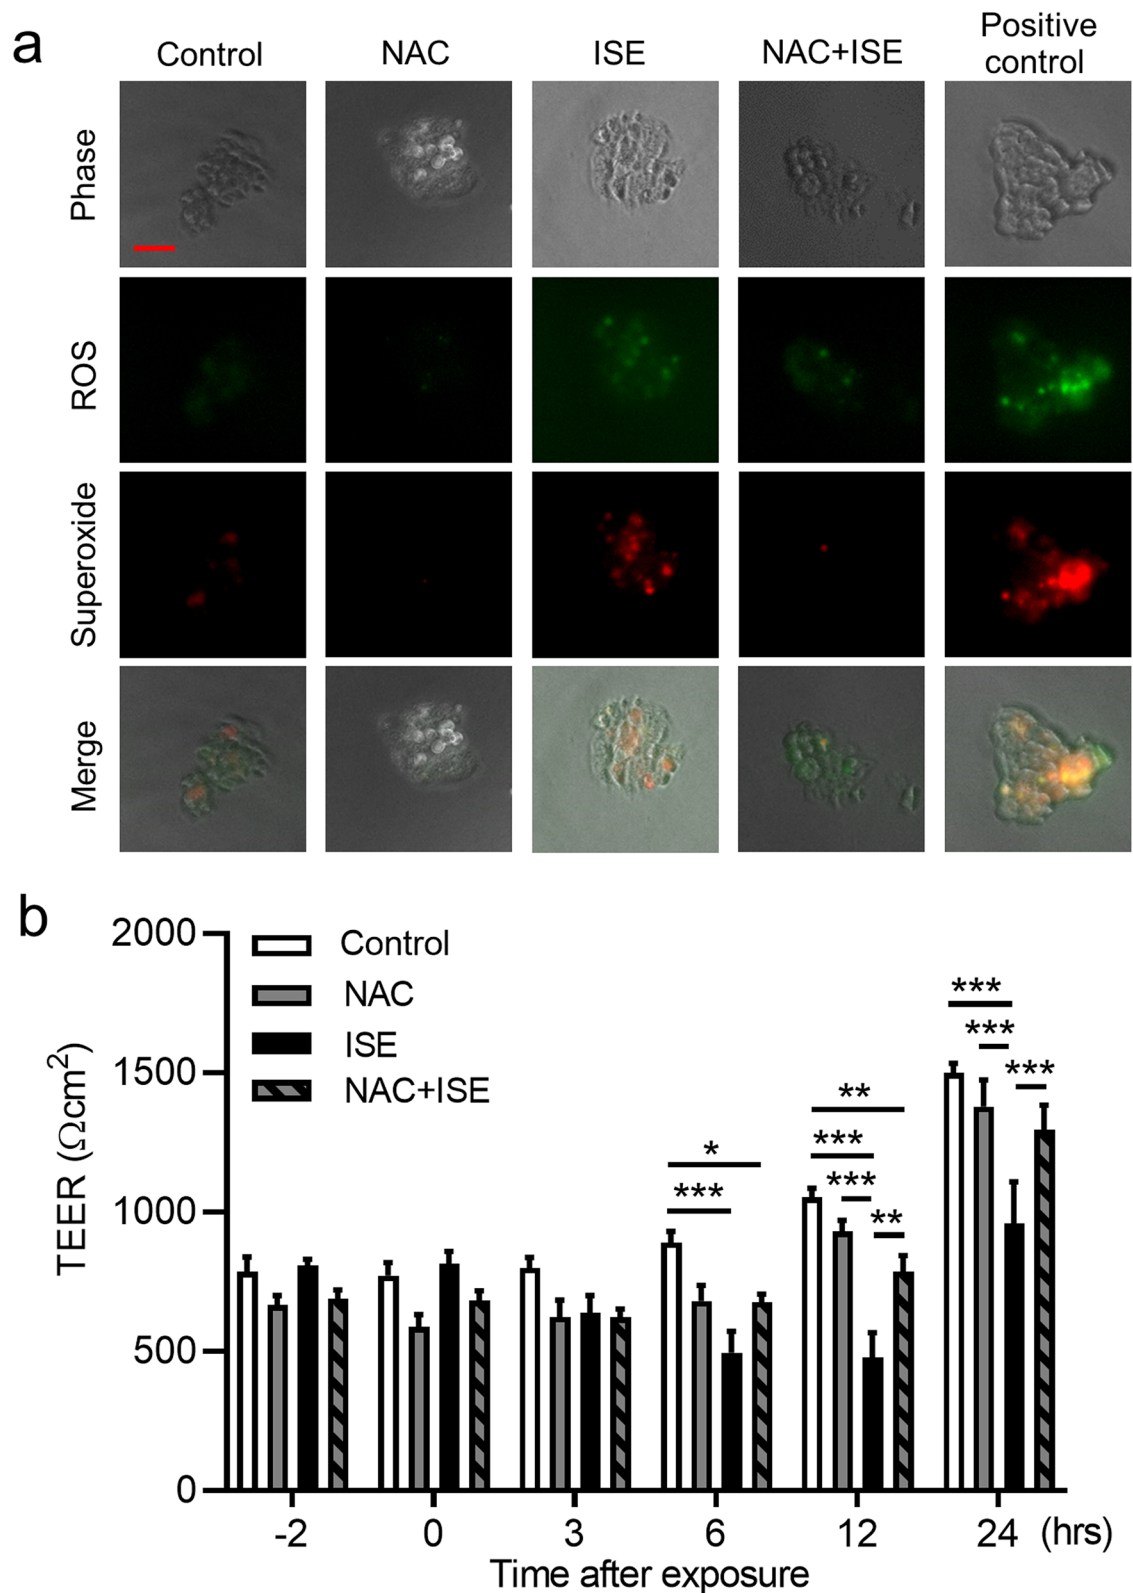 a
Control
NAC
ISE
NAC+ISE
Positive
control
Phase
ROS
Superoxide
Merge
b
2000
1500
1000
500
0
TEER (Ωcm²)
Control
NAC
ISE
NAC+ISE
*
***
**
***
***
**
***
***
***
-2
0
3
6
12
24
(hrs)
Time after exposure